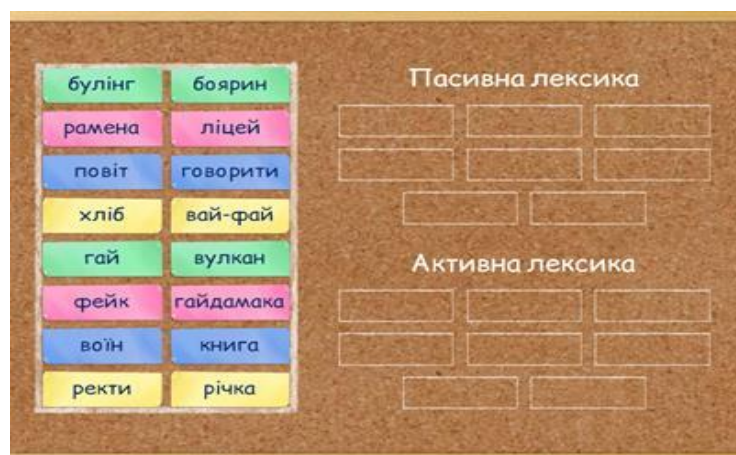 булінг боярин
рамена ліцей
повіт говорити
хліб вай-фай
гай вулкан
фейк гайдамака
воїн книга
ректи річка
Пасивна лексика
Активна лексика